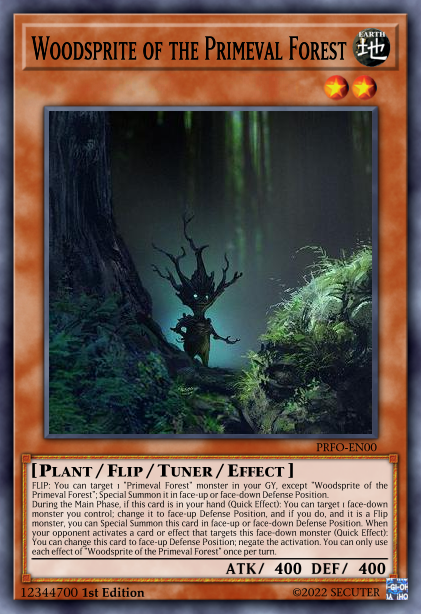 WOODSPRITE OF THE PRIMEVAL FOREST
EARTH
地
PRFO-EN00
[PLANT / FLIP / TUNER / EFFECT ]
FLIP: You can target 1 "Primeval Forest" monster in your GY, except "Woodsprite of the
Primeval Forest"; Special Summon it in face-up or face-down Defense Position.
During the Main Phase, if this card is in your hand (Quick Effect): You can target 1 face-down
monster you control; change it to face-up Defense Position, and if you do, and it is a Flip
monster, you can Special Summon this card in face-up or face-down Defense Position. When
your opponent activates a card or effect that targets this face-down monster (Quick Effect):
You can change this card to face-up Defense Position; negate the activation. You can only use
each effect of "Woodsprite of the Primeval Forest" once per turn.
ATK/ 400 DEF/ 400
12344700 1st Edition
©2022 SECUTER